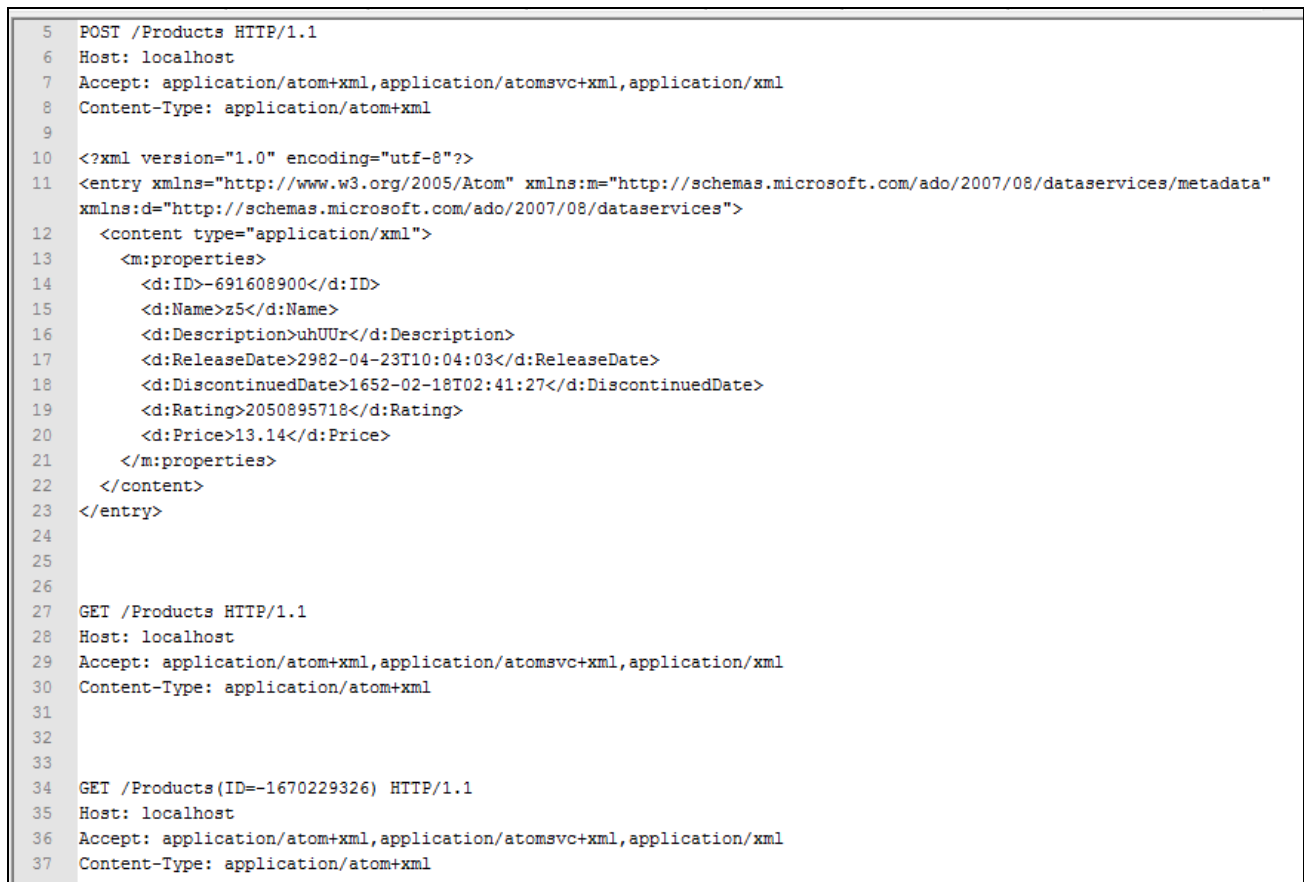 5 POST /Products HTTP/1.1
6 Host: localhost
7 Accept: application/atom+xml,application/atomsvc+xml,application/xml
8 Content-Type: application/atom+xml
9
10 <?xml version="1.0" encoding="utf-8"?>
11 <entry xmlns="http://www.w3.org/2005/Atom" xmlns:m="http://schemas.microsoft.com/ado/2007/08/dataservices/metadata"
xmlns:d="http://schemas.microsoft.com/ado/2007/08/dataservices">
12   <content type="application/xml">
13     <m:properties>
14       <d:ID>-691608900</d:ID>
15       <d:Name>z5</d:Name>
16       <d:Description>uhUUr</d:Description>
17       <d:ReleaseDate>2982-04-23T10:04:03</d:ReleaseDate>
18       <d:DiscontinuedDate>1652-02-18T02:41:27</d:DiscontinuedDate>
19       <d:Rating>2050895718</d:Rating>
20       <d:Price>13.14</d:Price>
21     </m:properties>
22   </content>
23 </entry>
24
25
26
27 GET /Products HTTP/1.1
28 Host: localhost
29 Accept: application/atom+xml,application/atomsvc+xml,application/xml
30 Content-Type: application/atom+xml
31
32
33
34 GET /Products(ID=-1670229326) HTTP/1.1
35 Host: localhost
36 Accept: application/atom+xml,application/atomsvc+xml,application/xml
37 Content-Type: application/atom+xml